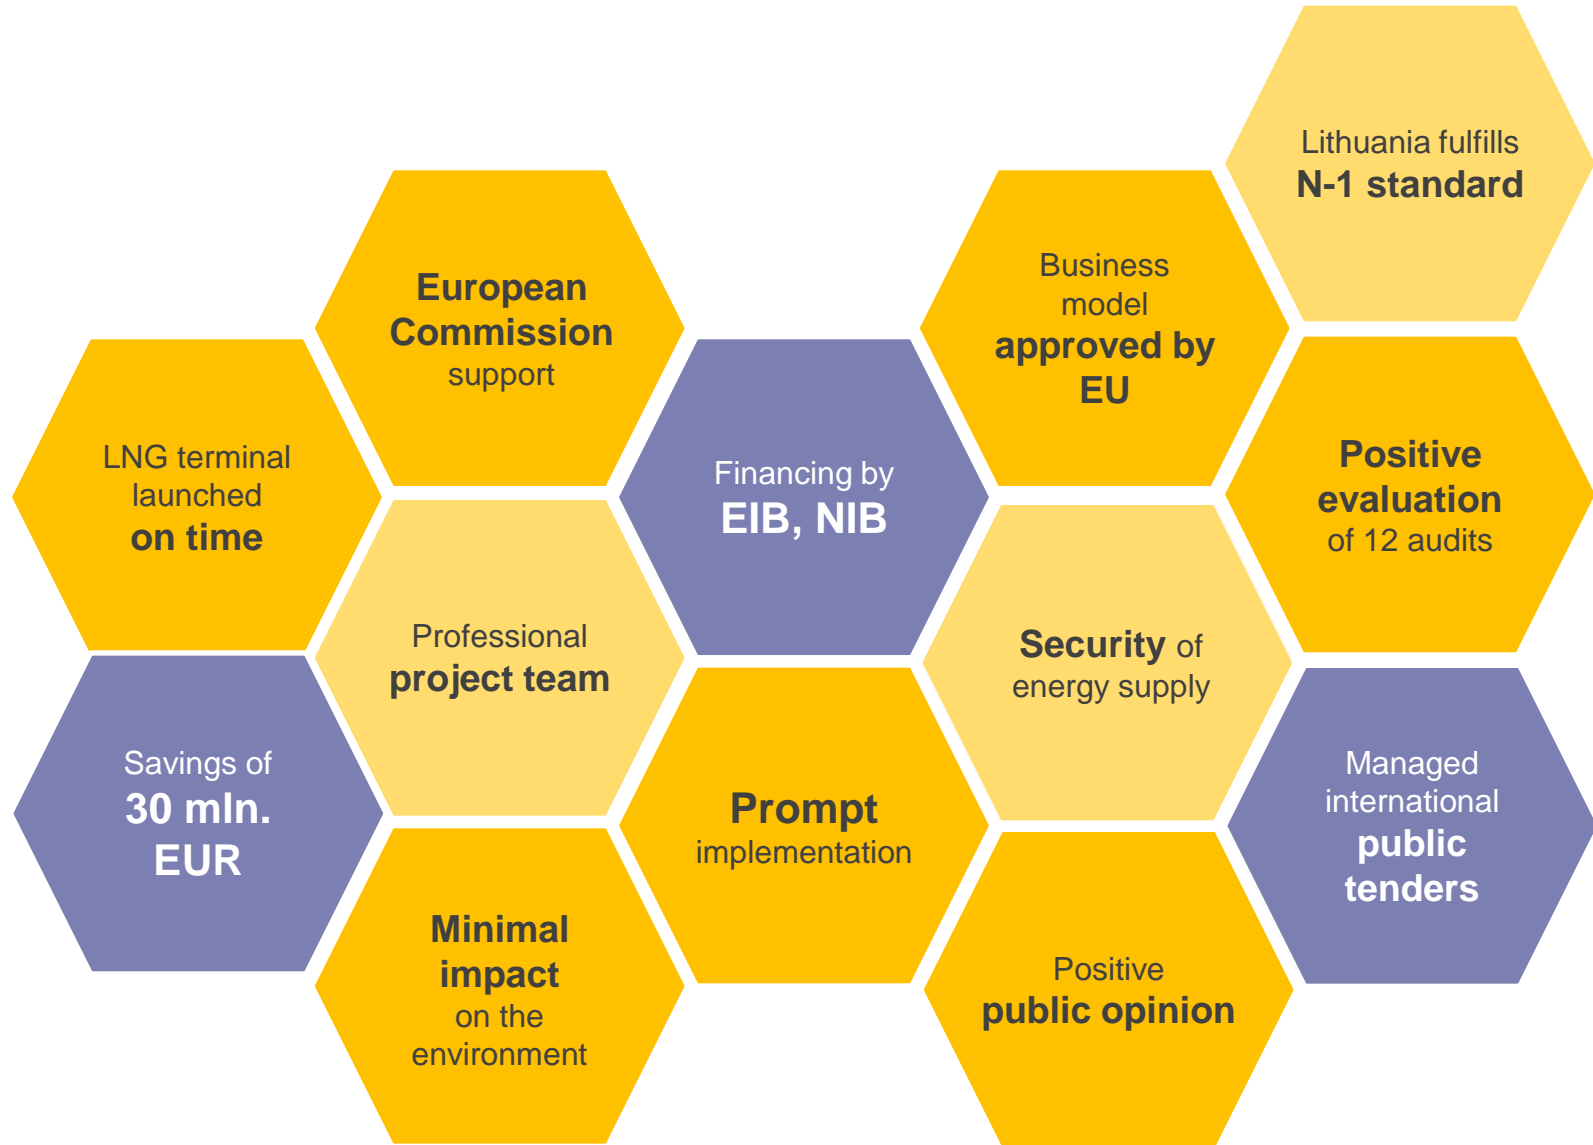 Lithuania fulfills
N-1 standard
European
Commission
support
Business
model
approved by
EU
LNG terminal
launched
on time
Financing by
EIB, NIB
Positive
evaluation
of 12 audits
Professional
project team
Security of
energy supply
Savings of
30 mln.
EUR
Prompt
implementation
Managed
international
public
tenders
Minimal
impact
on the
environment
Positive
public opinion